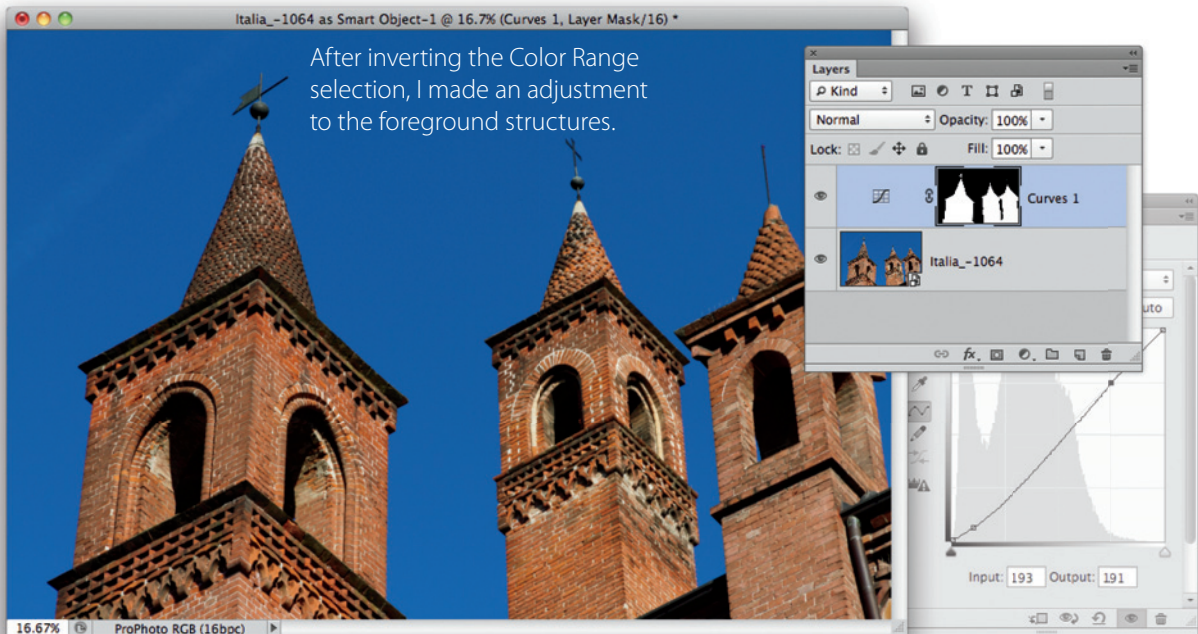 Italia_-1064 as Smart Object-1 @ 16.7% (Curves 1, Layer Mask/16) *
After inverting the Color Range
selection, I made an adjustment
to the foreground structures.
Layers
Kind
Normal Opacity: 100%
Lock: Fill: 100%
Curves 1
Italia_-1064
fx
uto
Input: 193 Output: 191
16.67% ProPhoto RGB (16bpc)